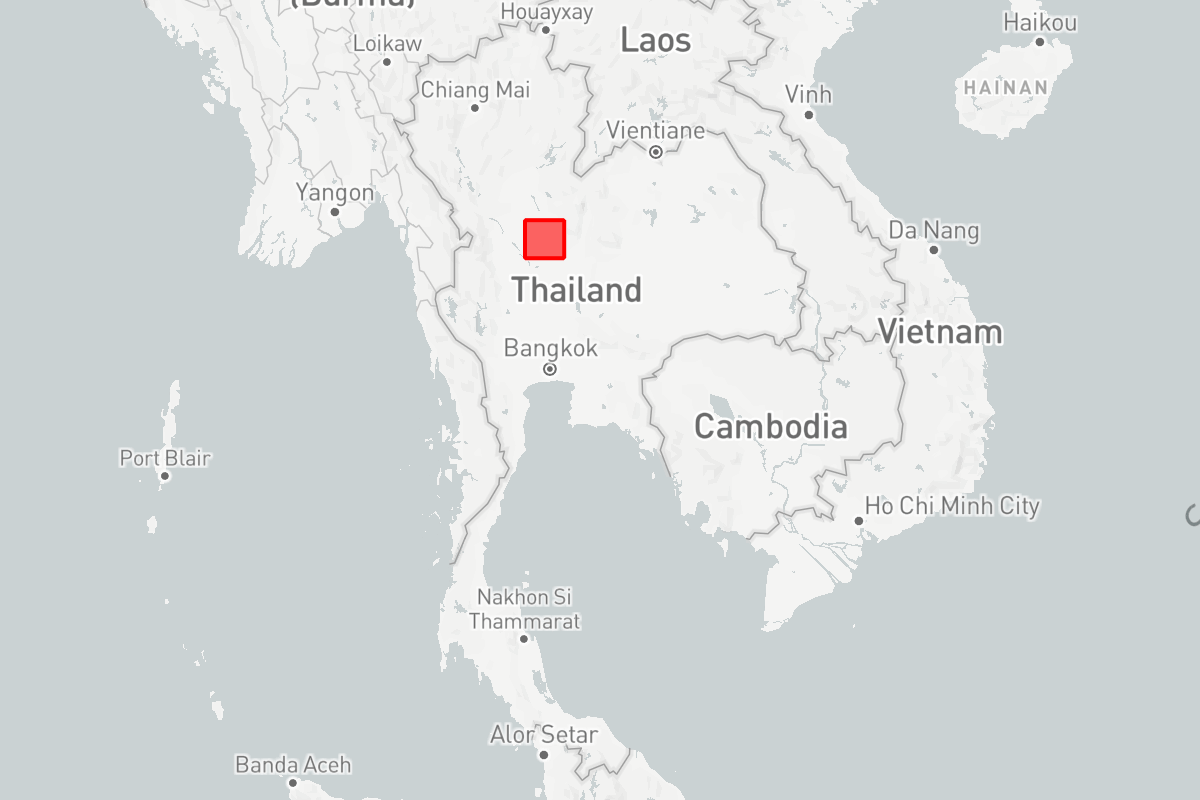 (Burma)
Houayxay
Haikou
Loikaw
Laos
Chiang Mai
HAINAN
Vinh
Vientiane
Yangon
Da Nang
Thailand
Vietnam
Bangkok
Cambodia
Port Blair
Ho Chi Minh City
Nakhon Si
Thammarat
Alor Setar
Banda Aceh